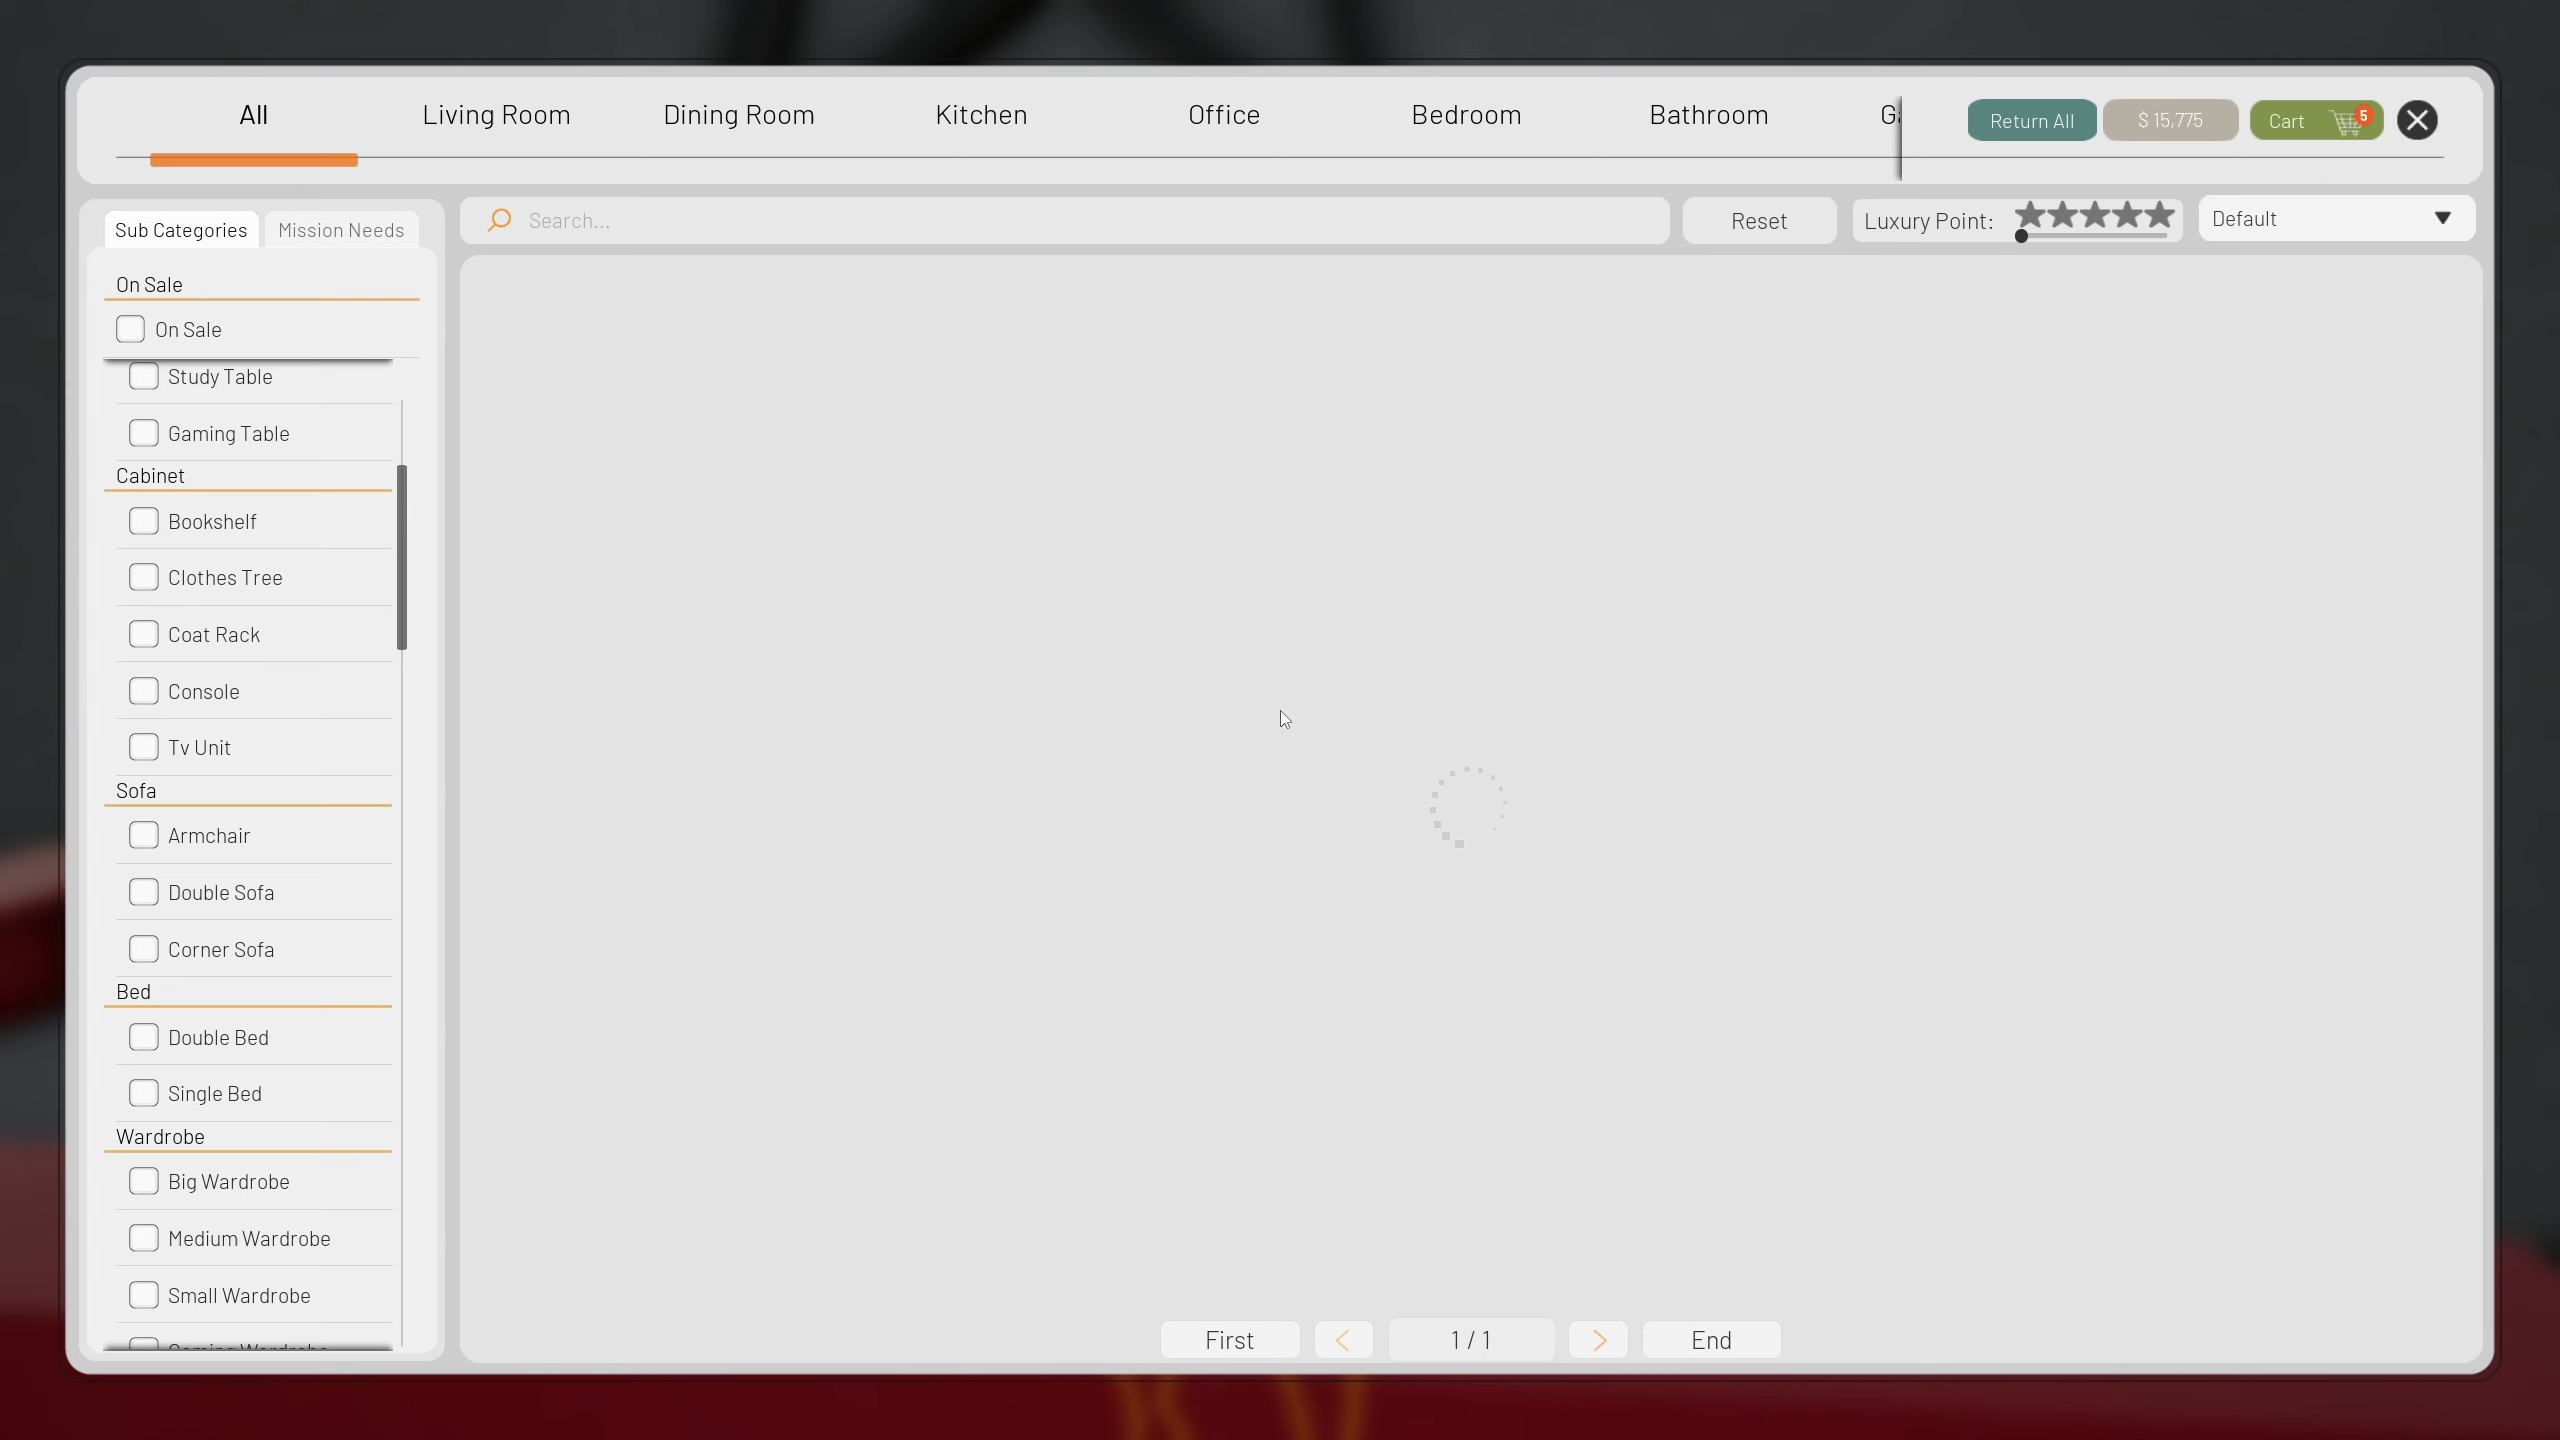 All
Living Room
Dining Room
Kitchen
Office
Bedroom
Bathroom
Return All
$ 15,775
Cart
5
Sub Categories
Mission Needs
Search...
Reset
Luxury Point:
Default
On Sale
On Sale
Study Table
Gaming Table
Cabinet
Bookshelf
Clothes Tree
Coat Rack
Console
Tv Unit
Sofa
Armchair
Double Sofa
Corner Sofa
Bed
Double Bed
Single Bed
Wardrobe
Big Wardrobe
Medium Wardrobe
Small Wardrobe
First
<
1 / 1
>
End